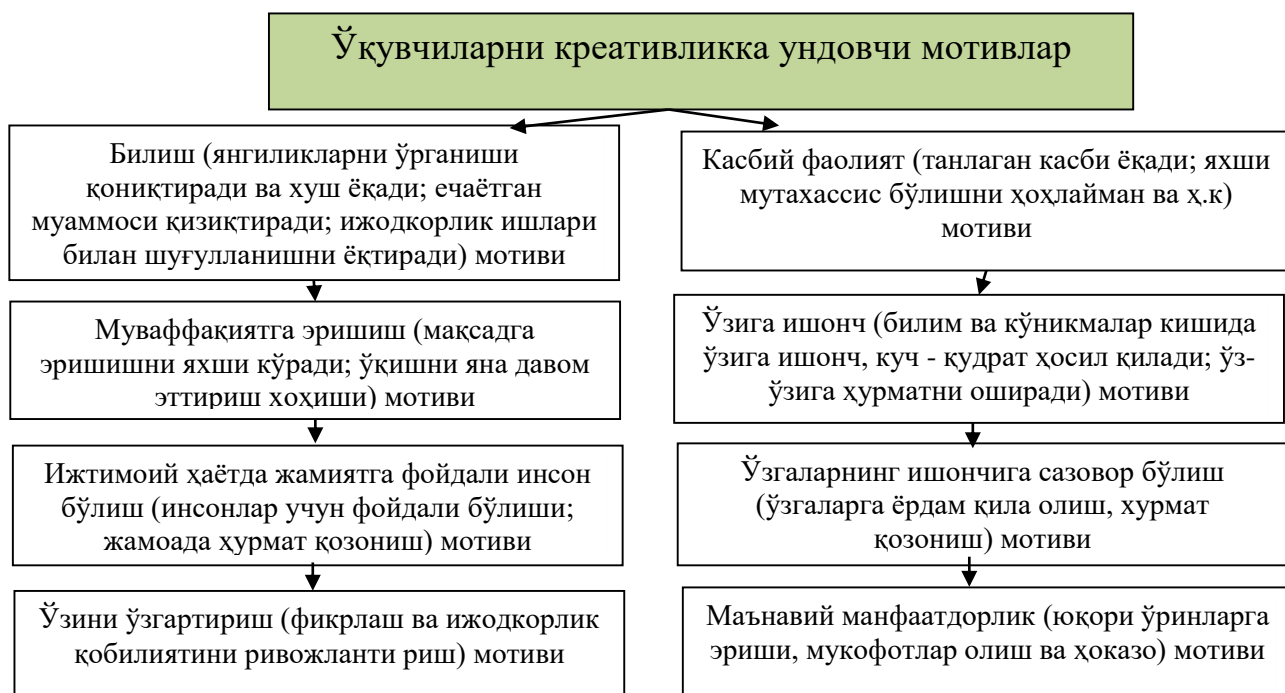 Ўқувчиларни креативликка ундовчи мотивлар
Билиш (янгиликларни ўрганиши
қониқтиради ва хуш ёқади; ечаётган
муаммоси қизиқтиради; ижодкорлик ишлари
билан шуғулланишни ёқтиради) мотиви
Муваффақиятга эришиш (мақсадга
эришишни яхши кўради; ўқишни яна давом
эттириш хоҳиши) мотиви
Ижтимоий ҳаётда жамиятга фойдали инсон
бўлиш (инсонлар учун фойдали бўлиши;
жамоада ҳурмат қозониш) мотиви
Ўзини ўзгартириш (фикрлаш ва ижодкорлик
қобилиятини ривожланти риш) мотиви
Касбий фаолият (танлаган касби ёқади; яхши
мутахассис бўлишни ҳоҳлайман ва ҳ.к)
мотиви
Ўзига ишонч (билим ва кўникмалар кишида
ўзига ишонч, куч - қудрат ҳосил қилади; ўз-
ўзига ҳурматни оширади) мотиви
Ўзгаларнинг ишончига сазовор бўлиш
(ўзгаларга ёрдам қила олиш, хурмат
қозониш) мотиви
Маънавий манфаатдорлик (юқори ўринларга
эриши, мукофотлар олиш ва ҳоказо) мотиви